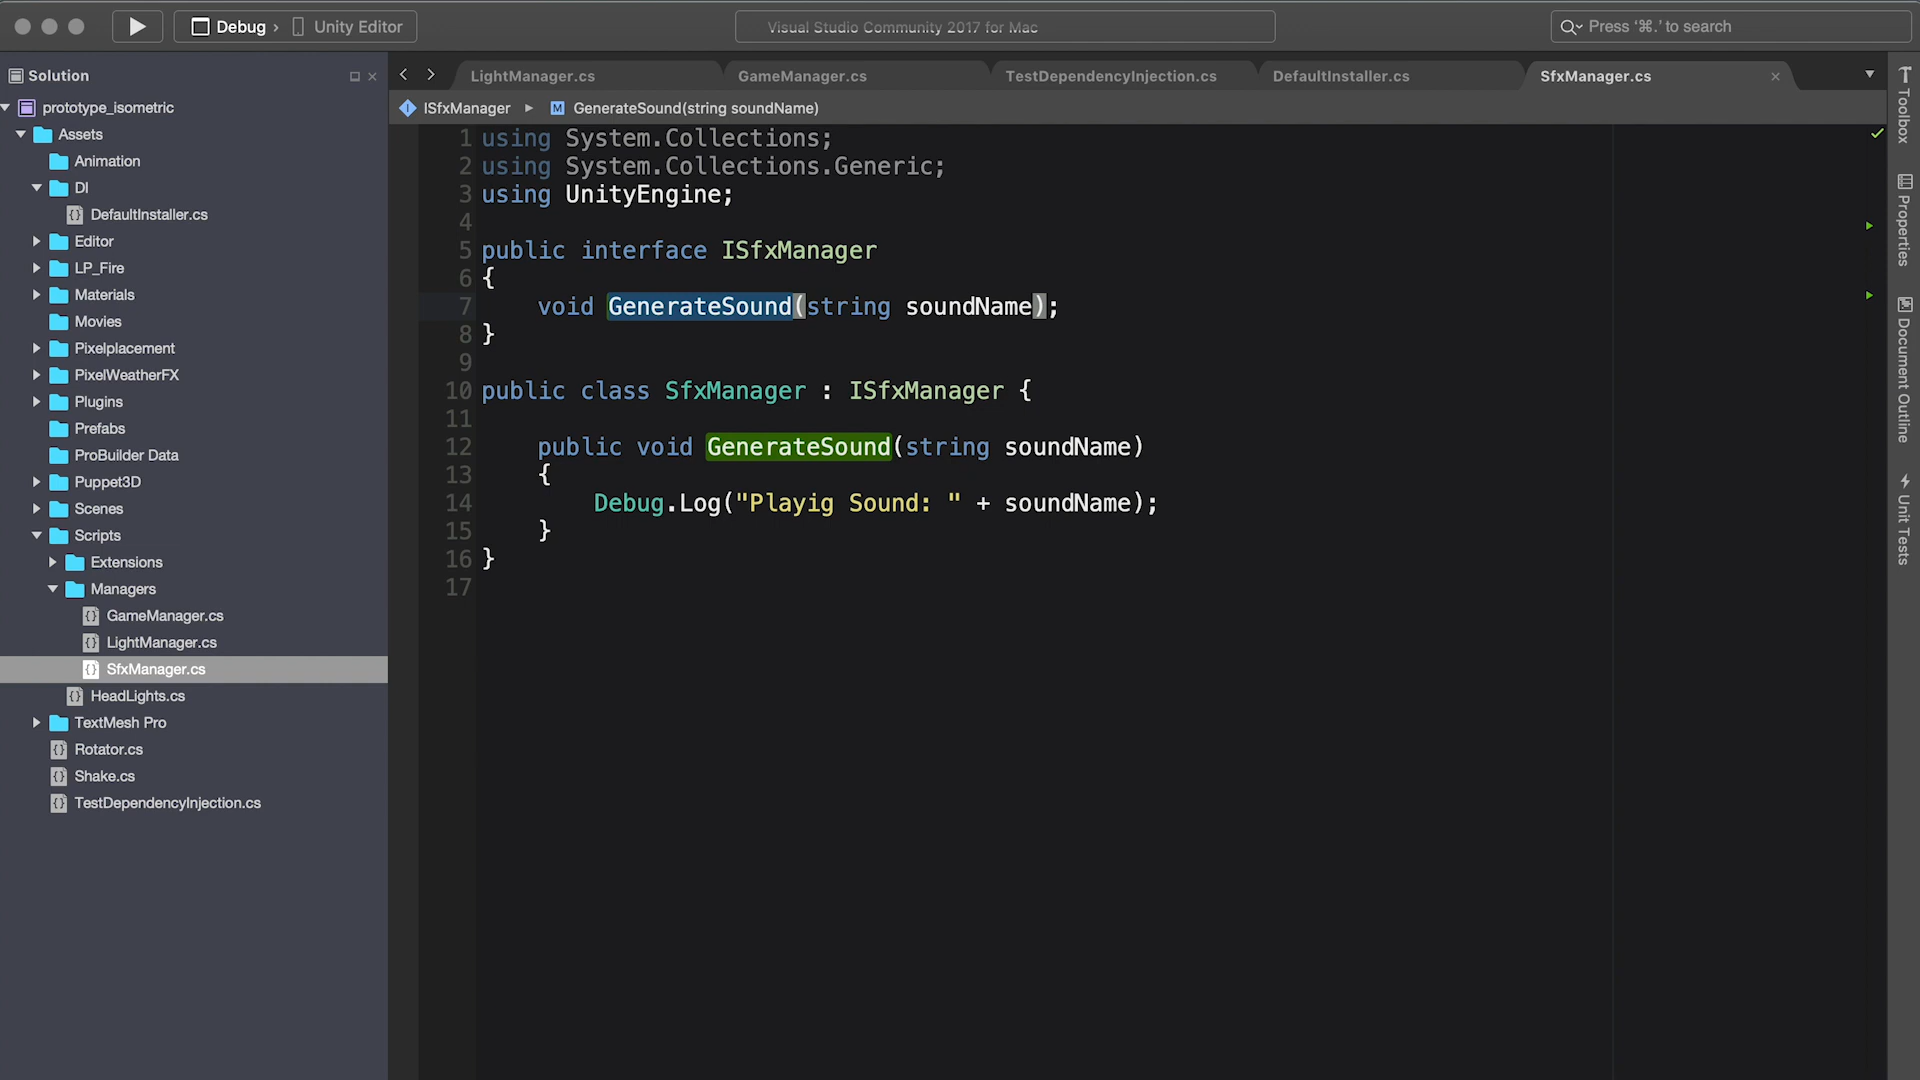 Debug › Unity Editor
Visual Studio Community 2017 for Mac
Press ‘⌘.’ to search
Solution
prototype_isometric
Assets
Animation
DI
DefaultInstaller.cs
Editor
LP_Fire
Materials
Movies
Pixelplacement
PixelWeatherFX
Plugins
Prefabs
ProBuilder Data
Puppet3D
Scenes
Scripts
Extensions
Managers
GameManager.cs
LightManager.cs
SfxManager.cs
HeadLights.cs
TextMesh Pro
Rotator.cs
Shake.cs
TestDependencyInjection.cs
LightManager.cs GameManager.cs TestDependencyInjection.cs DefaultInstaller.cs SfxManager.cs
ISfxManager GenerateSound(string soundName)
1 using System.Collections;
2 using System.Collections.Generic;
3 using UnityEngine;
4
5 public interface ISfxManager
6 {
7 void GenerateSound(string soundName);
8 }
9
10 public class SfxManager : ISfxManager {
11
12 public void GenerateSound(string soundName)
13 {
14 Debug.Log("Playig Sound: " + soundName);
15 }
16 }
17
Toolbox
Properties
Document Outline
Unit Tests